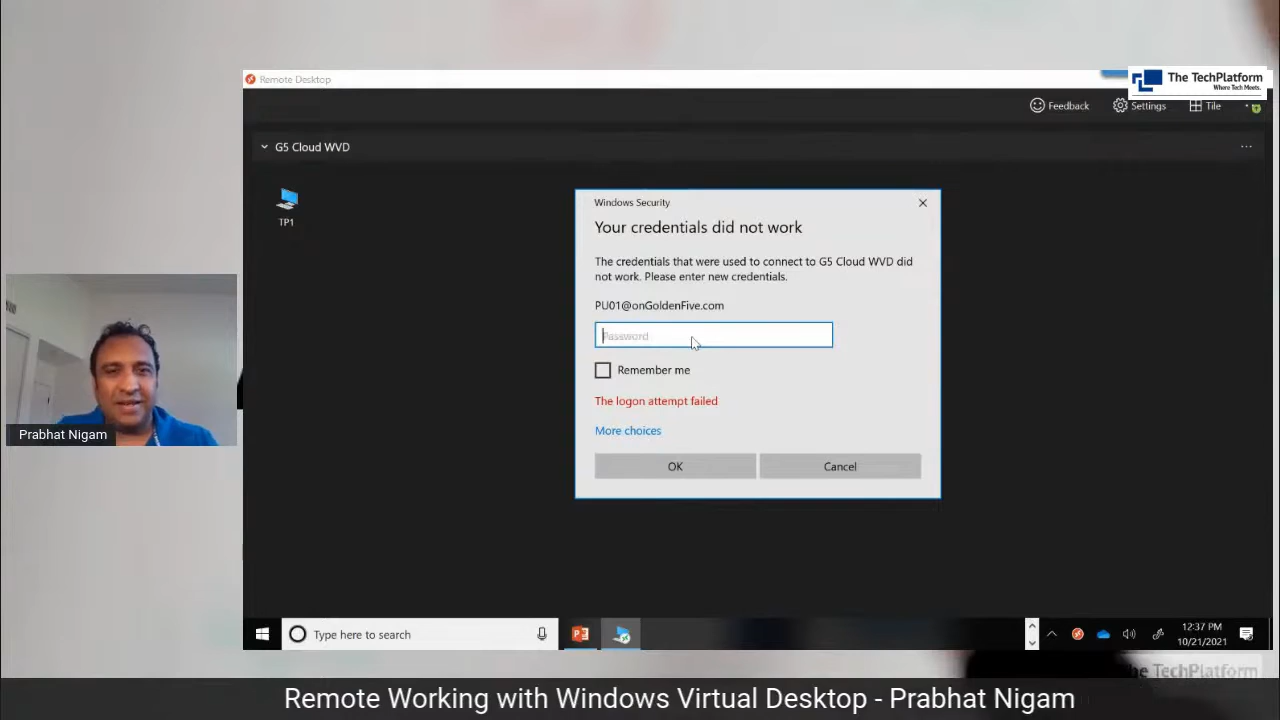 Remote Desktop
The TechPlatform
Where Tech Meets.
Feedback
Settings
Tile
G5 Cloud WVD
TP1
Windows Security
Your credentials did not work
The credentials that were used to connect to G5 Cloud WVD did
not work. Please enter new credentials.
PU01@onGoldenFive.com
Password
Remember me
The logon attempt failed
More choices
OK
Cancel
Prabhat Nigam
Type here to search
12:37 PM
10/21/2021
The TechPlatform
Remote Working with Windows Virtual Desktop - Prabhat Nigam